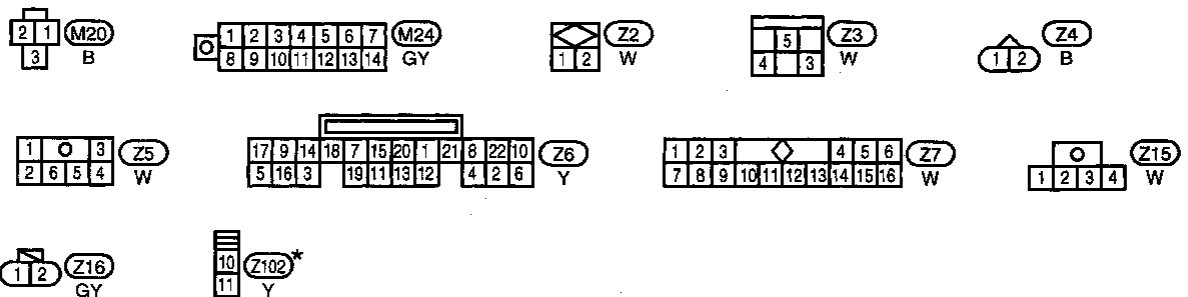 2 1 M20
3 B
1 2 3 4 5 6 7 M24
8 9 10 11 12 13 14 GY
Z2
1 2 W
5 Z3
4 3 W
Z4
1 2 B
1 3 Z5
2 6 5 4 W
17 9 14 18 7 15 20 1 21 8 22 10 Z6
5 16 3 19 11 13 12 4 2 6 Y
1 2 3 4 5 6 Z7
7 8 9 10 11 12 13 14 15 16 W
Z15
1 2 3 4 W
1 2 Z16
GY
10 Z102*
11 Y